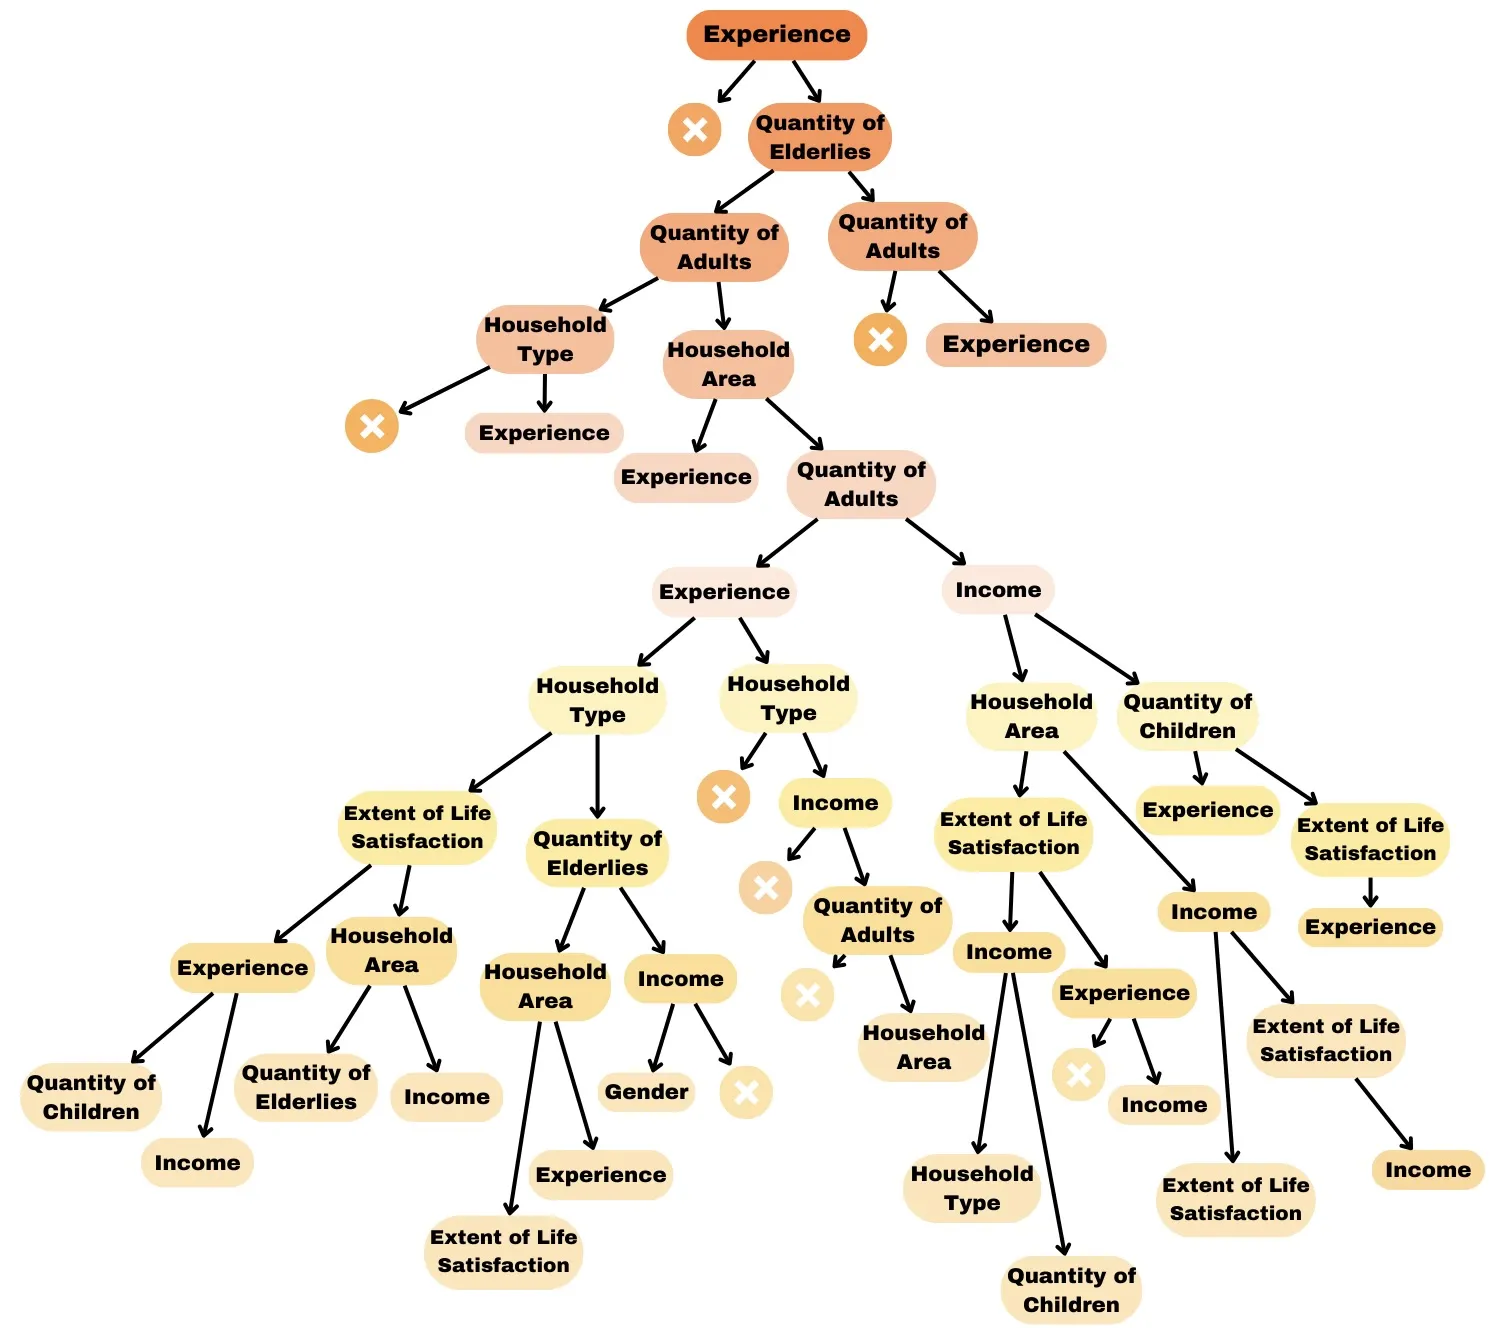 Experience
Quantity of
Elderlies
Quantity of
Adults
Quantity of
Adults
Household
Type
Household
Area
Experience
Experience
Experience
Quantity of
Adults
Experience
Income
Household
Type
Household
Type
Household
Area
Quantity of
Children
Extent of Life
Satisfaction
Quantity of
Elderlies
Income
Extent of Life
Satisfaction
Experience
Extent of Life
Satisfaction
Experience
Household
Area
Household
Area
Income
Quantity of
Adults
Income
Experience
Income
Experience
Quantity of
Children
Income
Quantity of
Elderlies
Income
Extent of Life
Satisfaction
Experience
Gender
Household
Area
Household
Type
Quantity of
Children
Income
Extent of Life
Satisfaction
Extent of Life
Satisfaction
Income